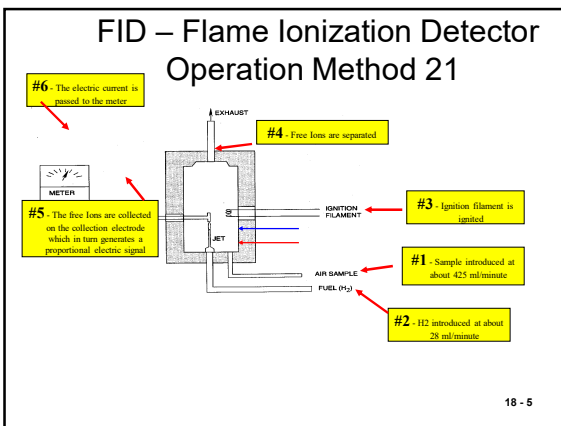 FID – Flame Ionization Detector
Operation Method 21
#6 - The electric current is
passed to the meter
EXHAUST
#4 - Free Ions are separated
METER
IGNITION
FILAMENT
#3 - Ignition filament is
ignited
#5 - The free Ions are collected
on the collection electrode
which in turn generates a
proportional electric signal
JET
#1 - Sample introduced at
about 425 ml/minute
AIR SAMPLE
FUEL (H2)
#2 - H2 introduced at about
28 ml/minute
18 - 5